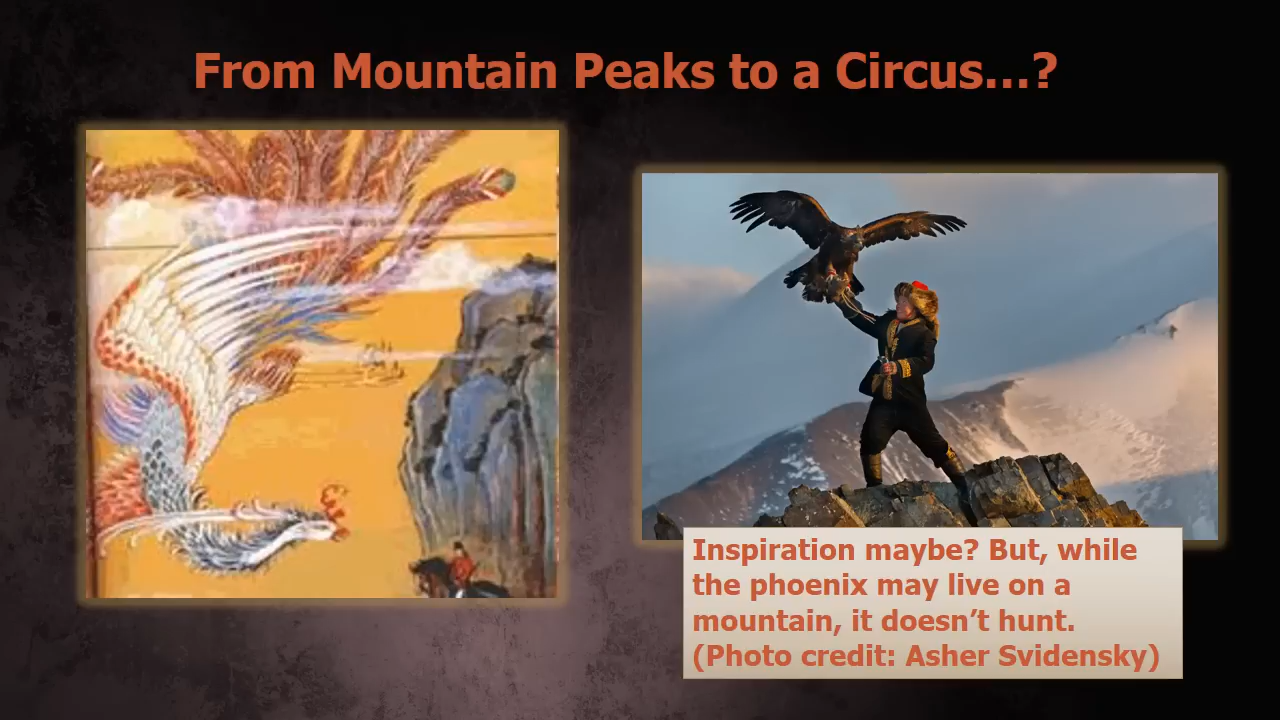 From Mountain Peaks to a Circus...?
Inspiration maybe? But, while
the phoenix may live on a
mountain, it doesn’t hunt.
(Photo credit: Asher Svidensky)